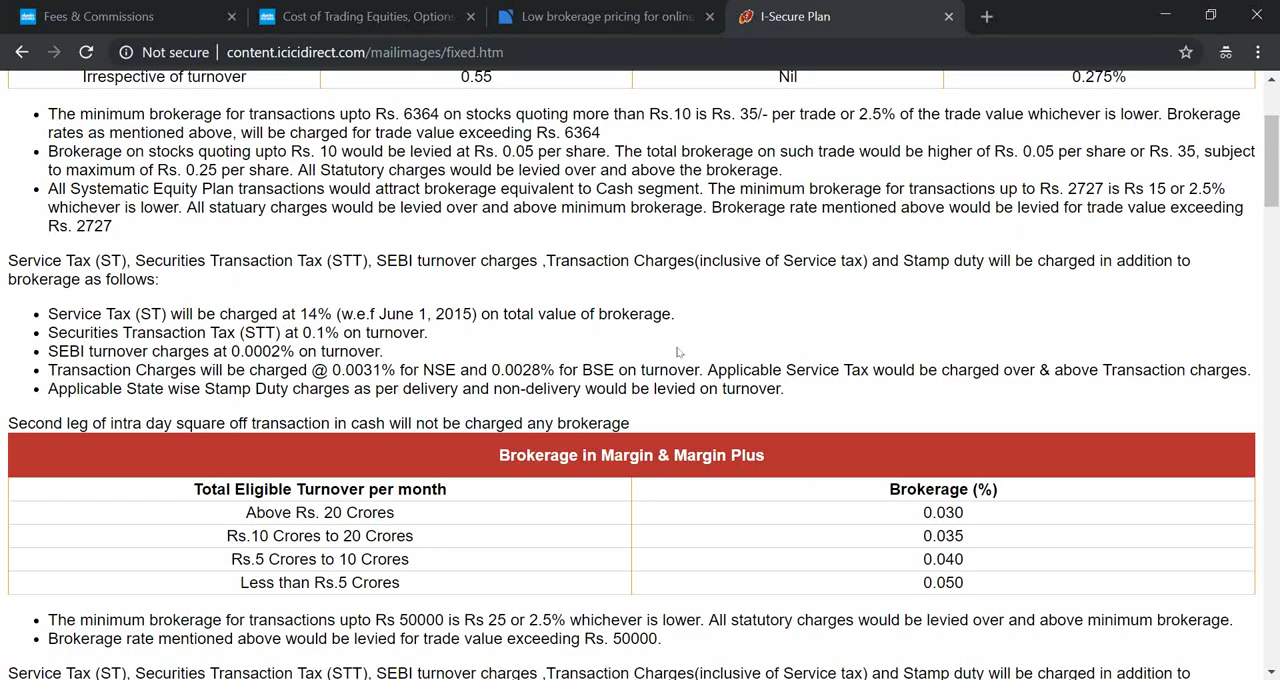 Fees & Commissions
Cost of Trading Equities, Options
Low brokerage pricing for online
I-Secure Plan
Not secure | content.icicidirect.com/mailimages/fixed.htm
Irrespective of turnover 0.55 Nil 0.275%
• The minimum brokerage for transactions upto Rs. 6364 on stocks quoting more than Rs.10 is Rs. 35/- per trade or 2.5% of the trade value whichever is lower. Brokerage
rates as mentioned above, will be charged for trade value exceeding Rs. 6364
• Brokerage on stocks quoting upto Rs. 10 would be levied at Rs. 0.05 per share. The total brokerage on such trade would be higher of Rs. 0.05 per share or Rs. 35, subject
to maximum of Rs. 0.25 per share. All Statutory charges would be levied over and above the brokerage.
• All Systematic Equity Plan transactions would attract brokerage equivalent to Cash segment. The minimum brokerage for transactions up to Rs. 2727 is Rs 15 or 2.5%
whichever is lower. All statuary charges would be levied over and above minimum brokerage. Brokerage rate mentioned above would be levied for trade value exceeding
Rs. 2727
Service Tax (ST), Securities Transaction Tax (STT), SEBI turnover charges ,Transaction Charges(inclusive of Service tax) and Stamp duty will be charged in addition to
brokerage as follows:
• Service Tax (ST) will be charged at 14% (w.e.f June 1, 2015) on total value of brokerage.
• Securities Transaction Tax (STT) at 0.1% on turnover.
• SEBI turnover charges at 0.0002% on turnover.
• Transaction Charges will be charged @ 0.0031% for NSE and 0.0028% for BSE on turnover. Applicable Service Tax would be charged over & above Transaction charges.
• Applicable State wise Stamp Duty charges as per delivery and non-delivery would be levied on turnover.
Second leg of intra day square off transaction in cash will not be charged any brokerage
Brokerage in Margin & Margin Plus
Total Eligible Turnover per month Brokerage (%)
Above Rs. 20 Crores 0.030
Rs.10 Crores to 20 Crores 0.035
Rs.5 Crores to 10 Crores 0.040
Less than Rs.5 Crores 0.050
• The minimum brokerage for transactions upto Rs 50000 is Rs 25 or 2.5% whichever is lower. All statutory charges would be levied over and above minimum brokerage.
• Brokerage rate mentioned above would be levied for trade value exceeding Rs. 50000.
Service Tax (ST), Securities Transaction Tax (STT), SEBI turnover charges ,Transaction Charges(inclusive of Service tax) and Stamp duty will be charged in addition to